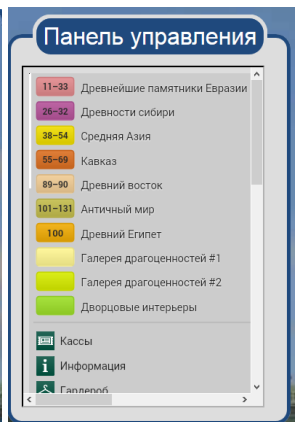 Панель управления
11–33 Древнейшие памятники Евразии
26–32 Древности сибири
38–54 Средняя Азия
55–69 Кавказ
89–90 Древний восток
101–131 Античный мир
100 Древний Египет
Галерея драгоценностей #1
Галерея драгоценностей #2
Дворцовые интерьеры
Кассы
i Информация
Гардероб